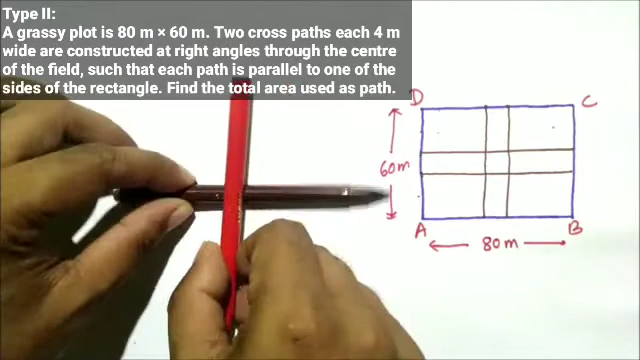 Type II:
A grassy plot is 80 m × 60 m. Two cross paths each 4 m
wide are constructed at right angles through the centre
of the field, such that each path is parallel to one of the
sides of the rectangle. Find the total area used as path.
D
C
60m
A
B
80m